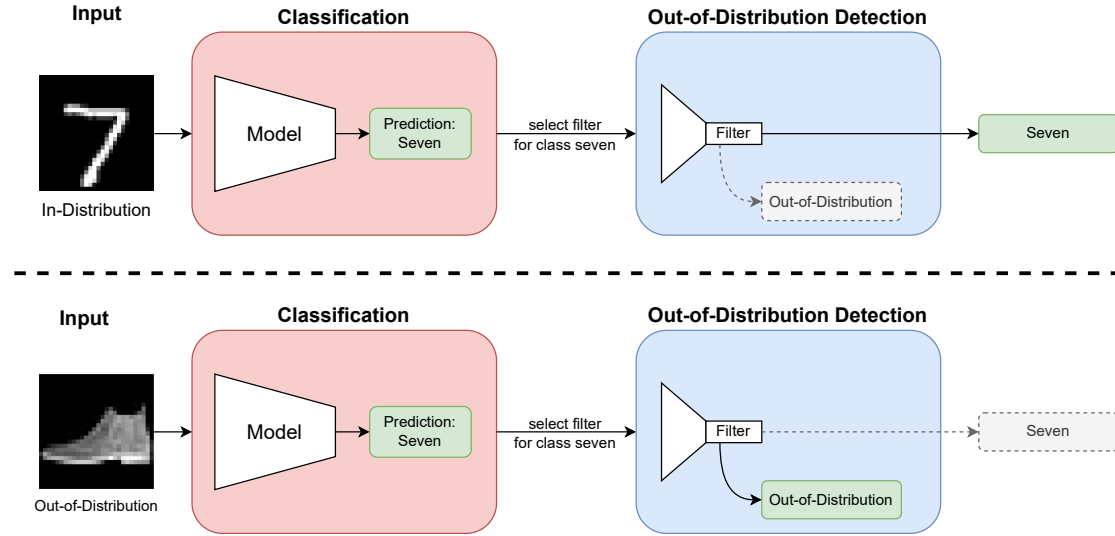 Input
Classification
Out-of-Distribution Detection
Model
Prediction:
Seven
select filter
for class seven
Filter
Seven
Out-of-Distribution
In-Distribution
Input
Classification
Out-of-Distribution Detection
Model
Prediction:
Seven
select filter
for class seven
Filter
Seven
Out-of-Distribution
Out-of-Distribution